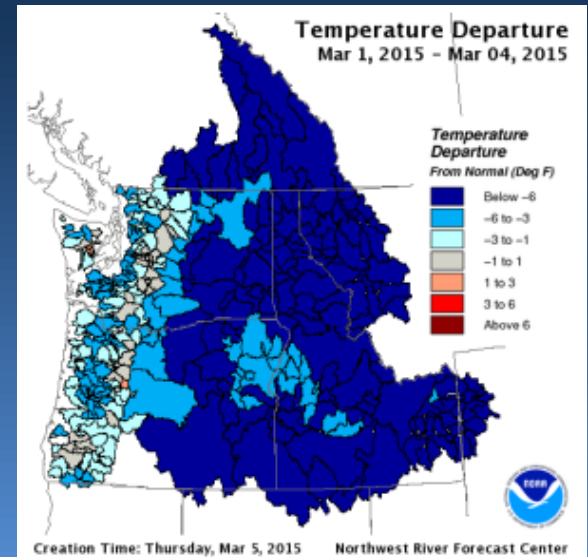 Temperature Departure
Mar 1, 2015 – Mar 04, 2015
Temperature
Departure
From Normal (Deg F)
Below –6
–6 to –3
–3 to –1
–1 to 1
1 to 3
3 to 6
Above 6
NOAA
Creation Time: Thursday, Mar 5, 2015 Northwest River Forecast Center